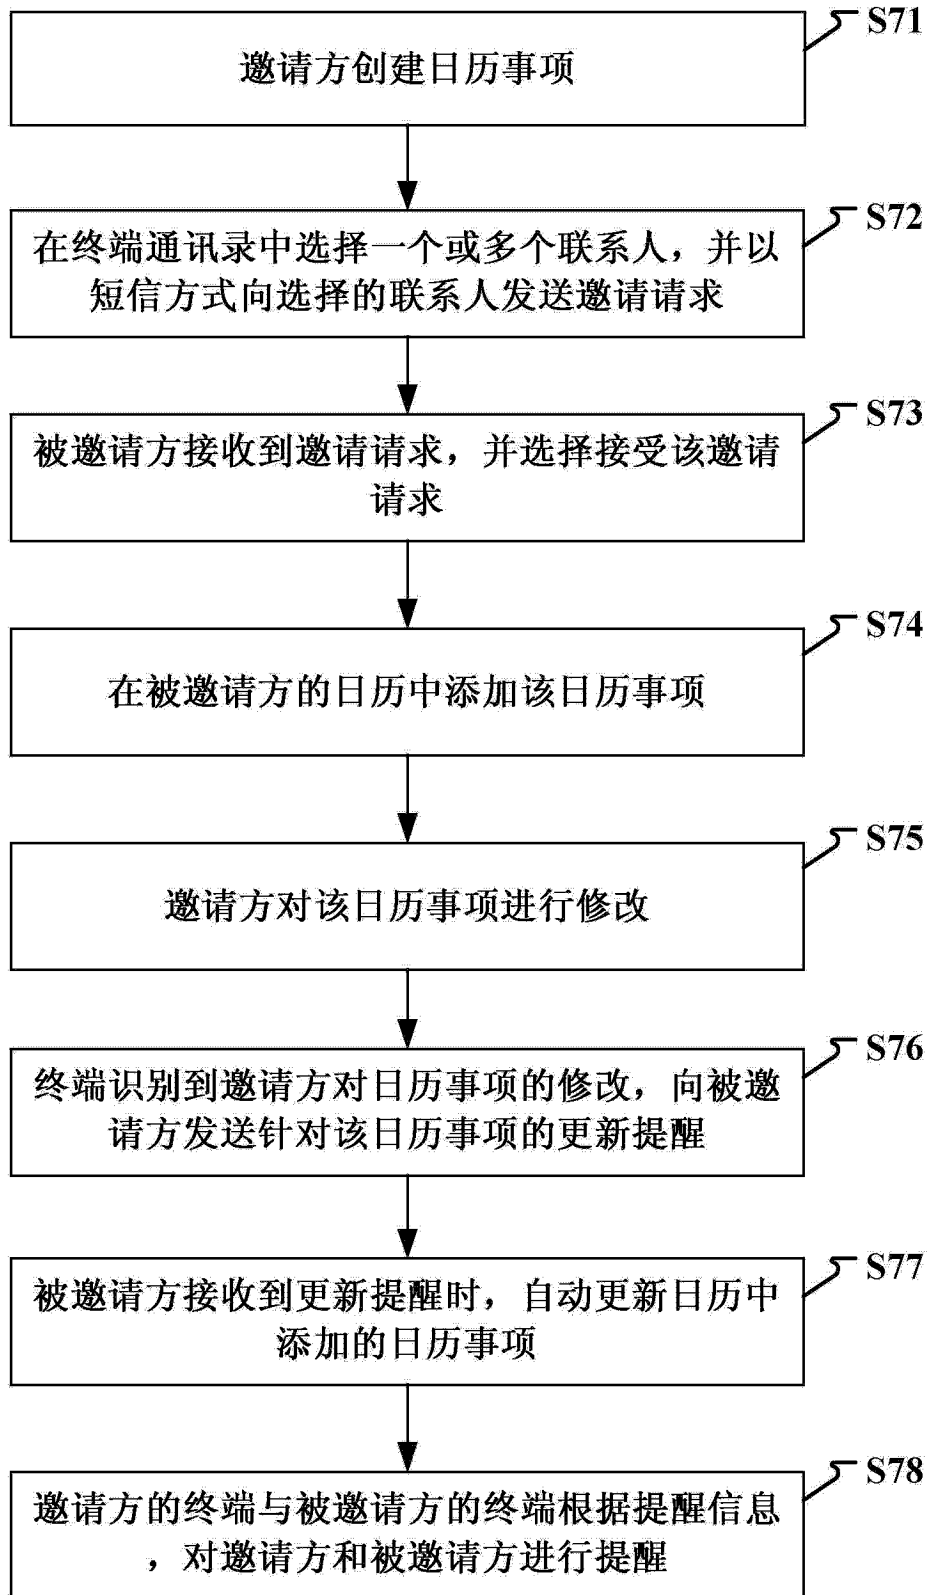 S71
邀请方创建日历事项
S72
在终端通讯录中选择一个或多个联系人，并以
短信方式向选择的联系人发送邀请请求
S73
被邀请方接收到邀请请求，并选择接受该邀请
请求
S74
在被邀请方的日历中添加该日历事项
S75
邀请方对该日历事项进行修改
S76
终端识别到邀请方对日历事项的修改，向被邀
请方发送针对该日历事项的更新提醒
S77
被邀请方接收到更新提醒时，自动更新日历中
添加的日历事项
S78
邀请方的终端与被邀请方的终端根据提醒信息
，对邀请方和被邀请方进行提醒